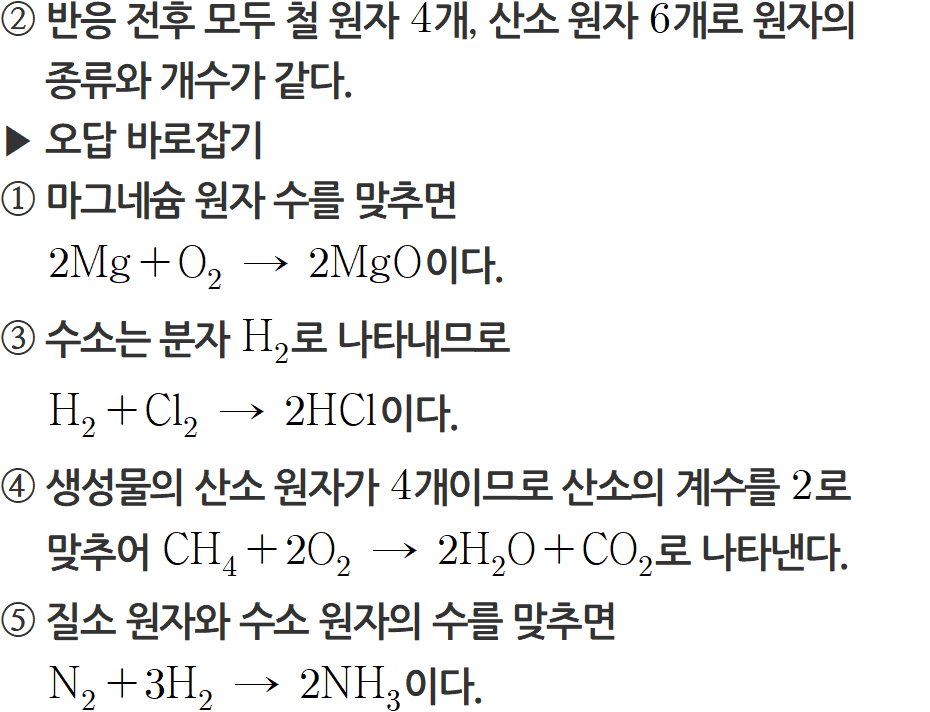 ② 반응 전후 모두 철 원자 4개, 산소 원자 6개로 원자의
종류와 개수가 같다.
▶ 오답 바로잡기
① 마그네슘 원자 수를 맞추면
2Mg+O₂ → 2MgO이다.
③ 수소는 분자 H₂로 나타내므로
H₂+Cl₂ → 2HCl이다.
④ 생성물의 산소 원자가 4개이므로 산소의 계수를 2로
맞추어 CH₄+2O₂ → 2H₂O+CO₂로 나타낸다.
⑤ 질소 원자와 수소 원자의 수를 맞추면
N₂+3H₂ → 2NH₃이다.